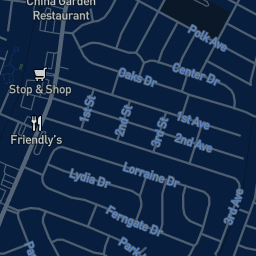 China Garden
Restaurant
Polk Ave
Center Dr
Oaks Dr
Stop & Shop
1st St
2nd St
3rd St
1st Ave
2nd Ave
Friendly's
Lorraine Dr
Lydia Dr
3rd Ave
Ferngate Dr